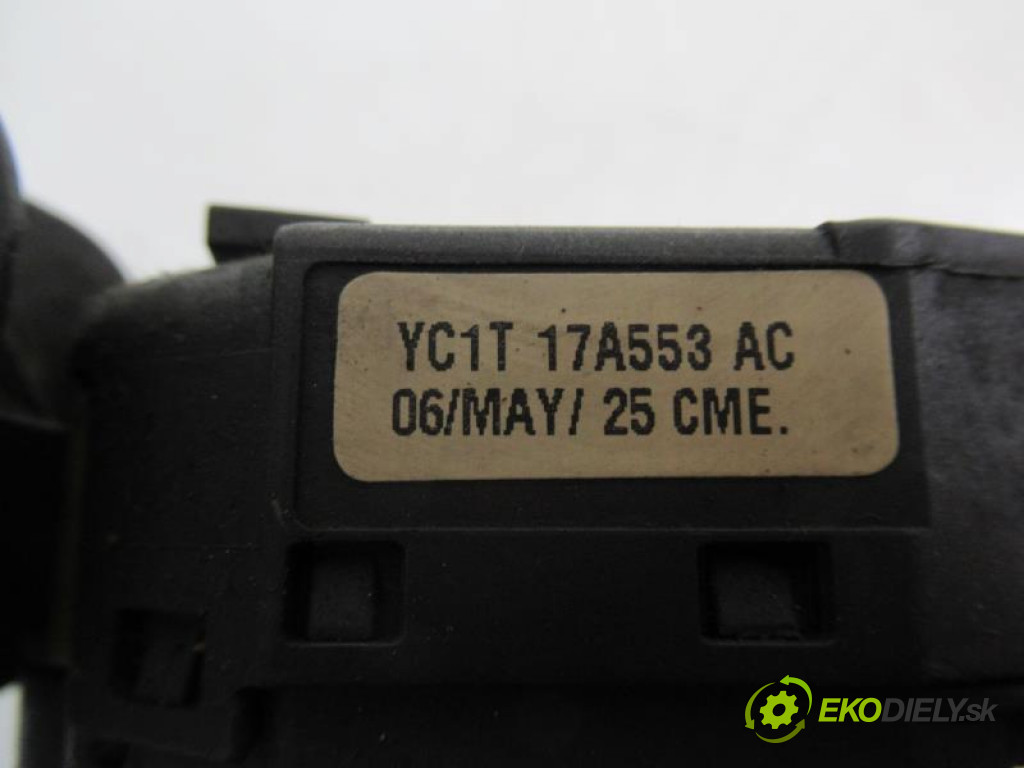 YC1T 17A553 AC
06/MAY/ 25 CME.
EKODIELY.sk